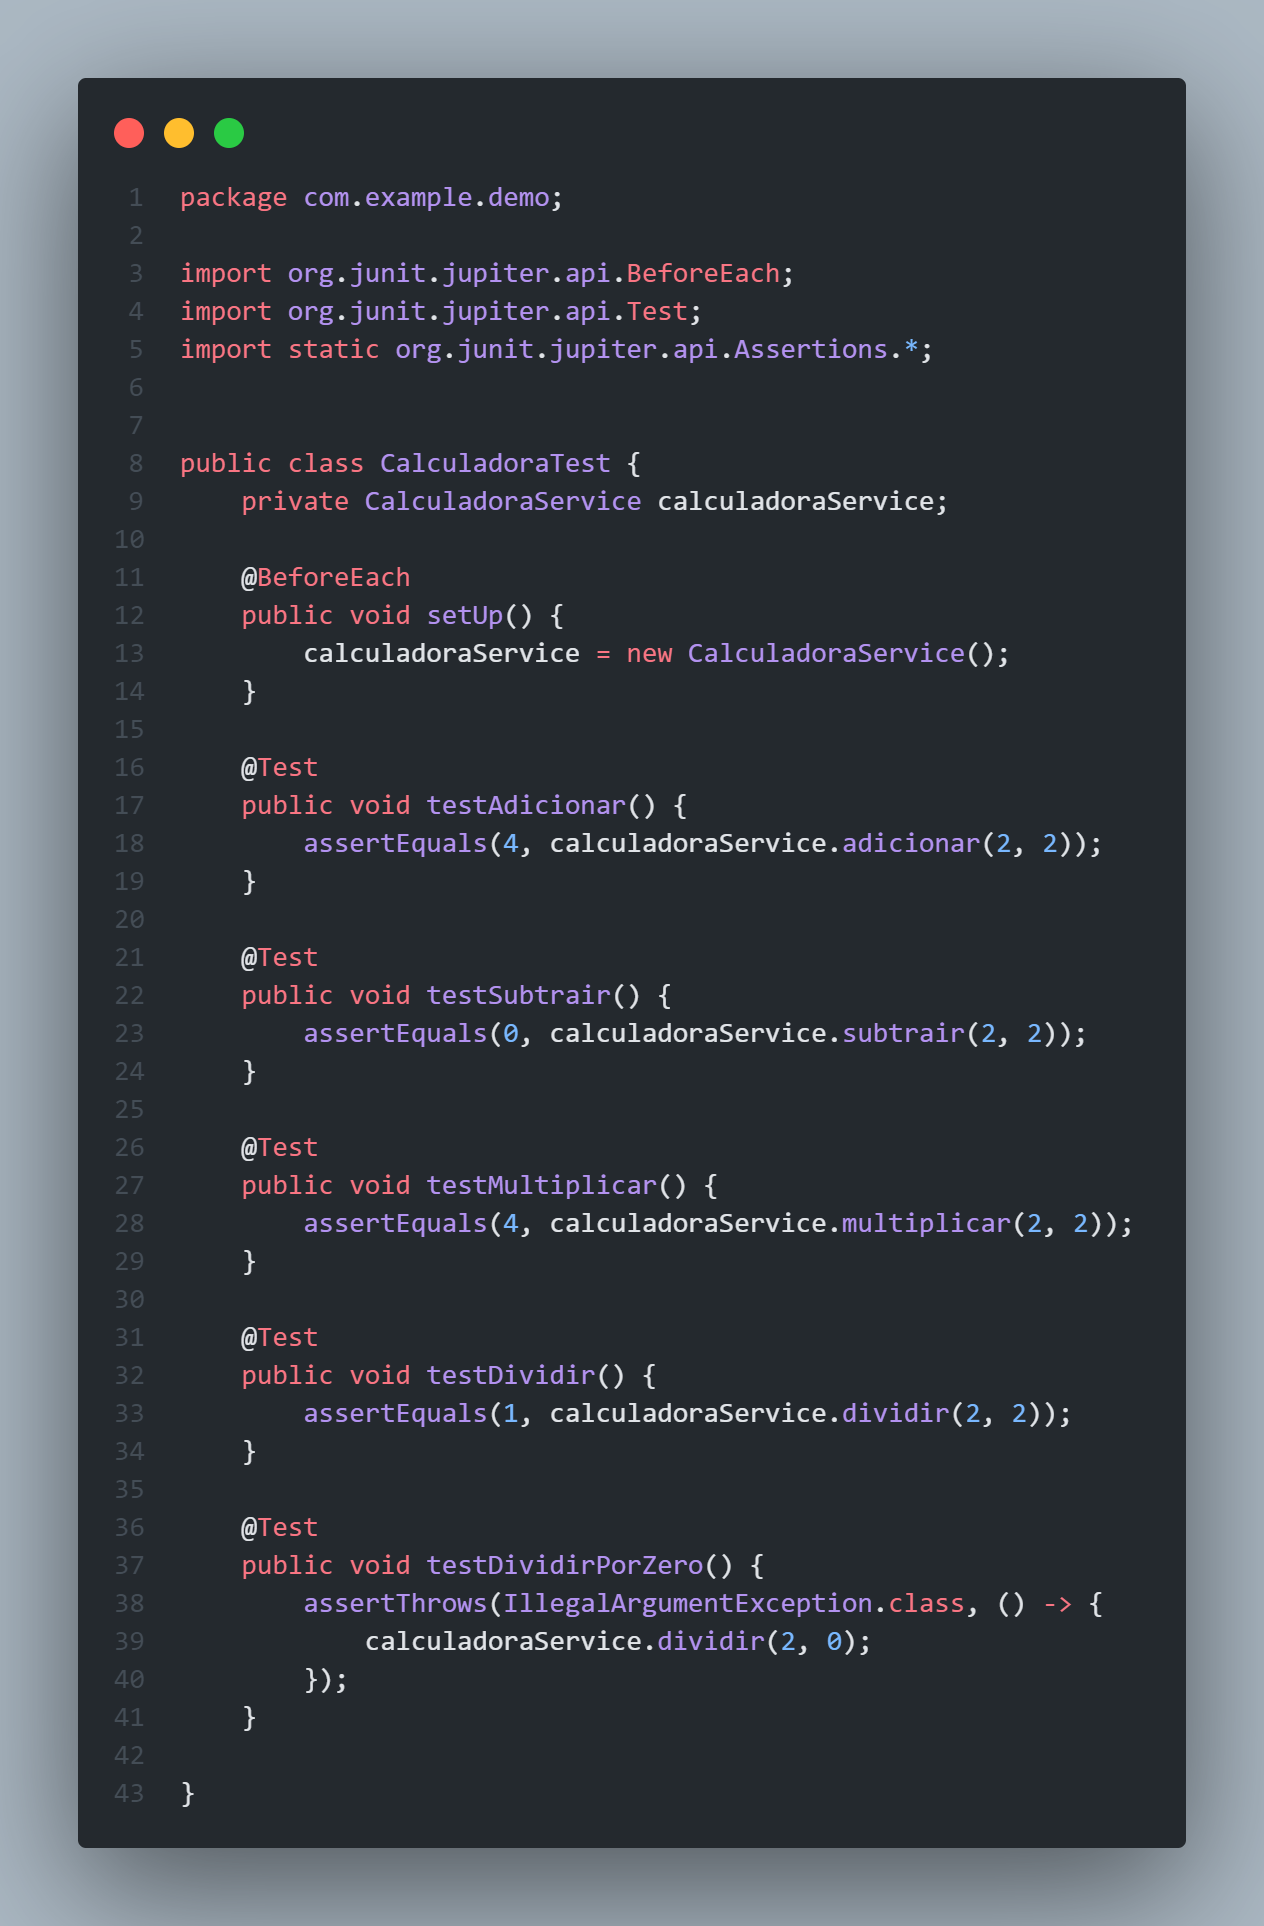 1 package com.example.demo;
2
3 import org.junit.jupiter.api.BeforeEach;
4 import org.junit.jupiter.api.Test;
5 import static org.junit.jupiter.api.Assertions.*;
6
7
8 public class CalculadoraTest {
9     private CalculadoraService calculadoraService;
10
11     @BeforeEach
12     public void setUp() {
13         calculadoraService = new CalculadoraService();
14     }
15
16     @Test
17     public void testAdicionar() {
18         assertEquals(4, calculadoraService.adicionar(2, 2));
19     }
20
21     @Test
22     public void testSubtrair() {
23         assertEquals(0, calculadoraService.subtrair(2, 2));
24     }
25
26     @Test
27     public void testMultiplicar() {
28         assertEquals(4, calculadoraService.multiplicar(2, 2));
29     }
30
31     @Test
32     public void testDividir() {
33         assertEquals(1, calculadoraService.dividir(2, 2));
34     }
35
36     @Test
37     public void testDividirPorZero() {
38         assertThrows(IllegalArgumentException.class, () -> {
39             calculadoraService.dividir(2, 0);
40         });
41     }
42
43 }